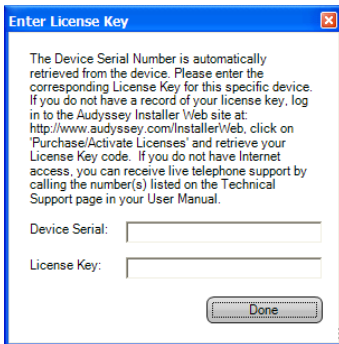 Enter License Key
The Device Serial Number is automatically
retrieved from the device. Please enter the
corresponding License Key for this specific device.
If you do not have a record of your license key, log
in to the Audyssey Installer Web site at:
http://www.audyssey.com/InstallerWeb, click on
'Purchase/Activate Licenses' and retrieve your
License Key code.  If you do not have Internet
access, you can receive live telephone support by
calling the number(s) listed on the Technical
Support page in your User Manual.
Device Serial:
License Key:
Done